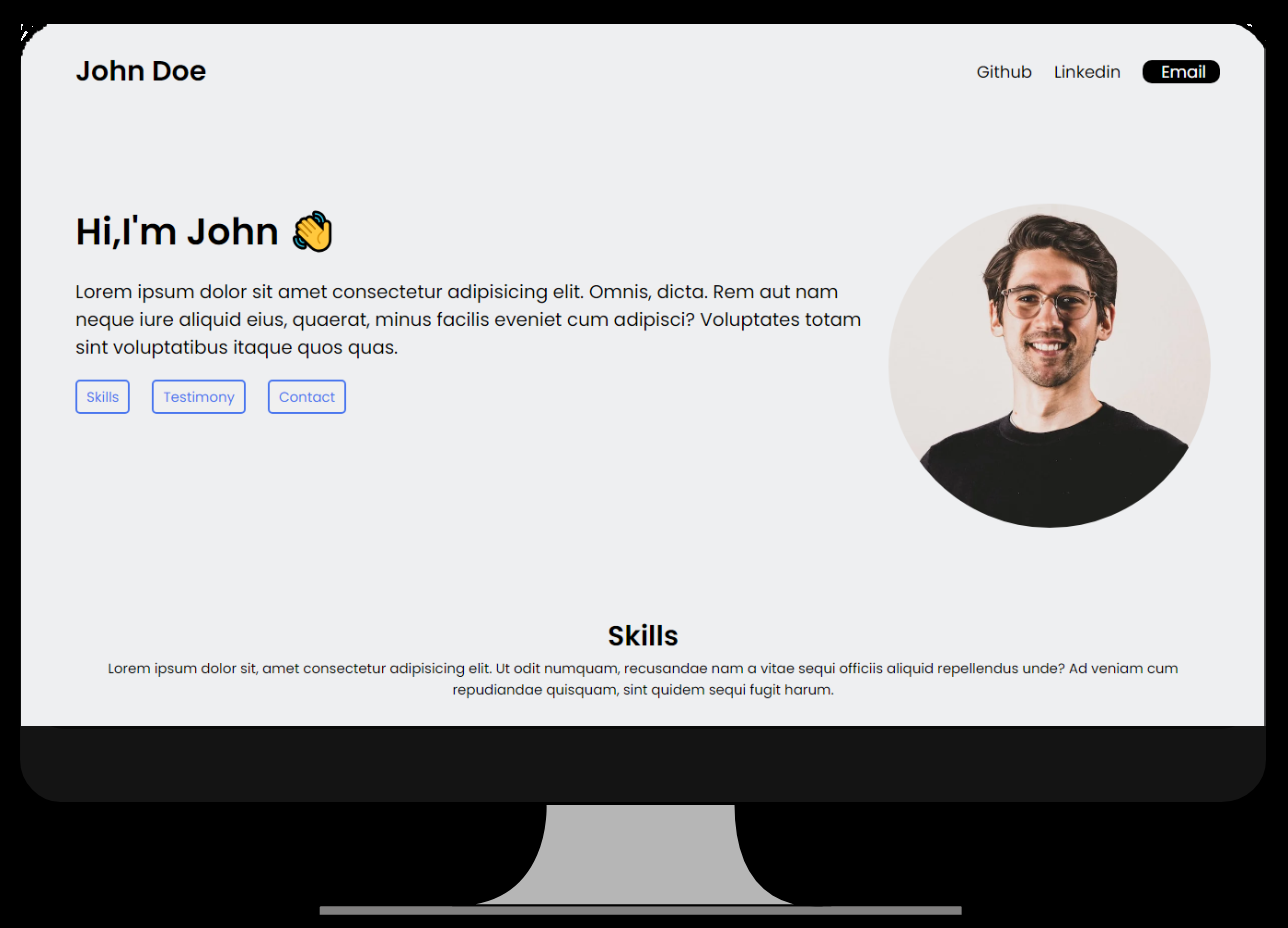 John Doe
Github Linkedin Email
Hi,I'm John 👋
Lorem ipsum dolor sit amet consectetur adipisicing elit. Omnis, dicta. Rem aut nam
neque iure aliquid eius, quaerat, minus facilis eveniet cum adipisci? Voluptates totam
sint voluptatibus itaque quos quas.
Skills Testimony Contact
Skills
Lorem ipsum dolor sit, amet consectetur adipisicing elit. Ut odit numquam, recusandae nam a vitae sequi officiis aliquid repellendus unde? Ad veniam cum
repudiandae quisquam, sint quidem sequi fugit harum.